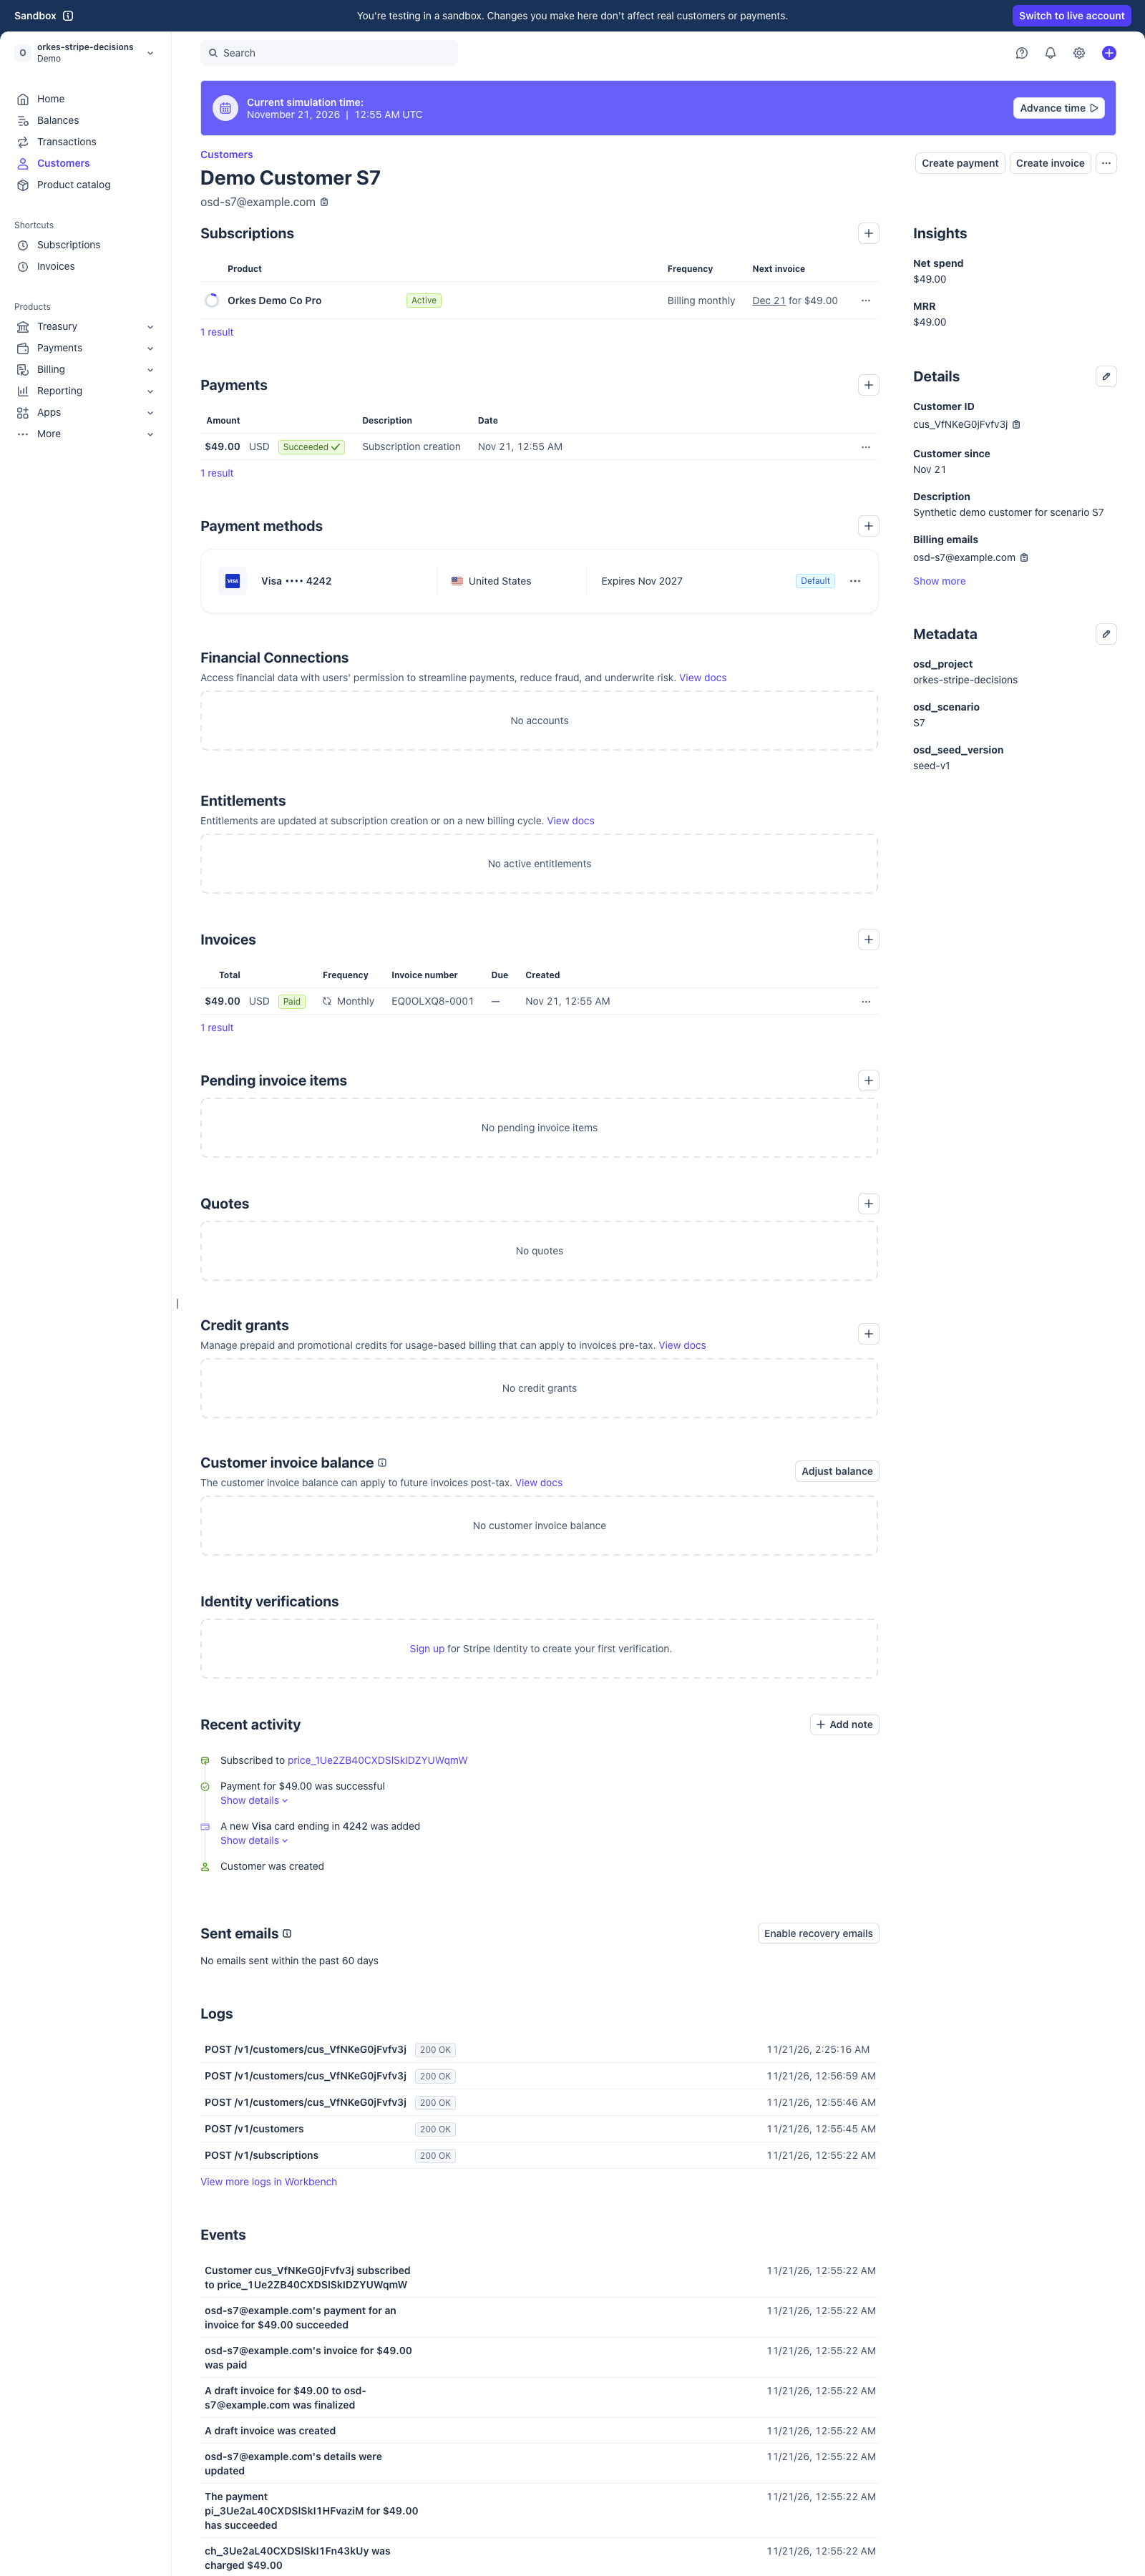 Sandbox
You're testing in a sandbox. Changes you make here don't affect real customers or payments.
Switch to live account
O
orkes-stripe-decisions
Demo
Search
Home
Balances
Transactions
Customers
Product catalog
Shortcuts
Subscriptions
Invoices
Products
Treasury
Payments
Billing
Reporting
Apps
More
Current simulation time:
November 21, 2026 | 12:55 AM UTC
Advance time
Customers
Demo Customer S7
osd-s7@example.com
Create payment
Create invoice
Subscriptions
Product Frequency Next invoice
Orkes Demo Co Pro Active Billing monthly Dec 21 for $49.00
1 result
Payments
Amount Description Date
$49.00 USD Succeeded Subscription creation Nov 21, 12:55 AM
1 result
Payment methods
VISA Visa •••• 4242 United States Expires Nov 2027 Default
Financial Connections
Access financial data with users' permission to streamline payments, reduce fraud, and underwrite risk. View docs
No accounts
Entitlements
Entitlements are updated at subscription creation or on a new billing cycle. View docs
No active entitlements
Invoices
Total Frequency Invoice number Due Created
$49.00 USD Paid Monthly EQ0OLXQ8-0001 — Nov 21, 12:55 AM
1 result
Pending invoice items
No pending invoice items
Quotes
No quotes
Credit grants
Manage prepaid and promotional credits for usage-based billing that can apply to invoices pre-tax. View docs
No credit grants
Customer invoice balance
Adjust balance
The customer invoice balance can apply to future invoices post-tax. View docs
No customer invoice balance
Identity verifications
Sign up for Stripe Identity to create your first verification.
Recent activity
Add note
Subscribed to price_1Ue2ZB40CXDSlSkIDZYUWqmW
Payment for $49.00 was successful
Show details
A new Visa card ending in 4242 was added
Show details
Customer was created
Sent emails
Enable recovery emails
No emails sent within the past 60 days
Logs
POST /v1/customers/cus_VfNKeG0jFvfv3j 200 OK 11/21/26, 2:25:16 AM
POST /v1/customers/cus_VfNKeG0jFvfv3j 200 OK 11/21/26, 12:56:59 AM
POST /v1/customers/cus_VfNKeG0jFvfv3j 200 OK 11/21/26, 12:55:46 AM
POST /v1/customers 200 OK 11/21/26, 12:55:45 AM
POST /v1/subscriptions 200 OK 11/21/26, 12:55:22 AM
View more logs in Workbench
Events
Customer cus_VfNKeG0jFvfv3j subscribed 11/21/26, 12:55:22 AM
to price_1Ue2ZB40CXDSlSkIDZYUWqmW
osd-s7@example.com's payment for an 11/21/26, 12:55:22 AM
invoice for $49.00 succeeded
osd-s7@example.com's invoice for $49.00 11/21/26, 12:55:22 AM
was paid
A draft invoice for $49.00 to osd- 11/21/26, 12:55:22 AM
s7@example.com was finalized
A draft invoice was created 11/21/26, 12:55:22 AM
osd-s7@example.com's details were 11/21/26, 12:55:22 AM
updated
The payment 11/21/26, 12:55:22 AM
pi_3Ue2aL40CXDSlSkI1HFvaziM for $49.00
has succeeded
ch_3Ue2aL40CXDSlSkI1Fn43kUy was 11/21/26, 12:55:22 AM
charged $49.00
Insights
Net spend
$49.00
MRR
$49.00
Details
Customer ID
cus_VfNKeG0jFvfv3j
Customer since
Nov 21
Description
Synthetic demo customer for scenario S7
Billing emails
osd-s7@example.com
Show more
Metadata
osd_project
orkes-stripe-decisions
osd_scenario
S7
osd_seed_version
seed-v1